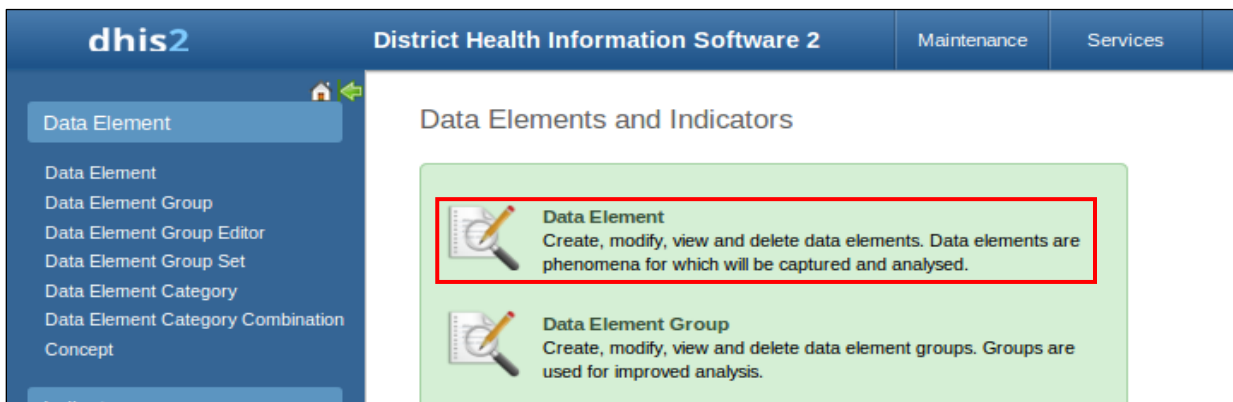 dhis2
District Health Information Software 2
Maintenance
Services
Data Element
Data Element
Data Element Group
Data Element Group Editor
Data Element Group Set
Data Element Category
Data Element Category Combination
Concept
Data Elements and Indicators
Data Element
Create, modify, view and delete data elements. Data elements are
phenomena for which will be captured and analysed.
Data Element Group
Create, modify, view and delete data element groups. Groups are
used for improved analysis.